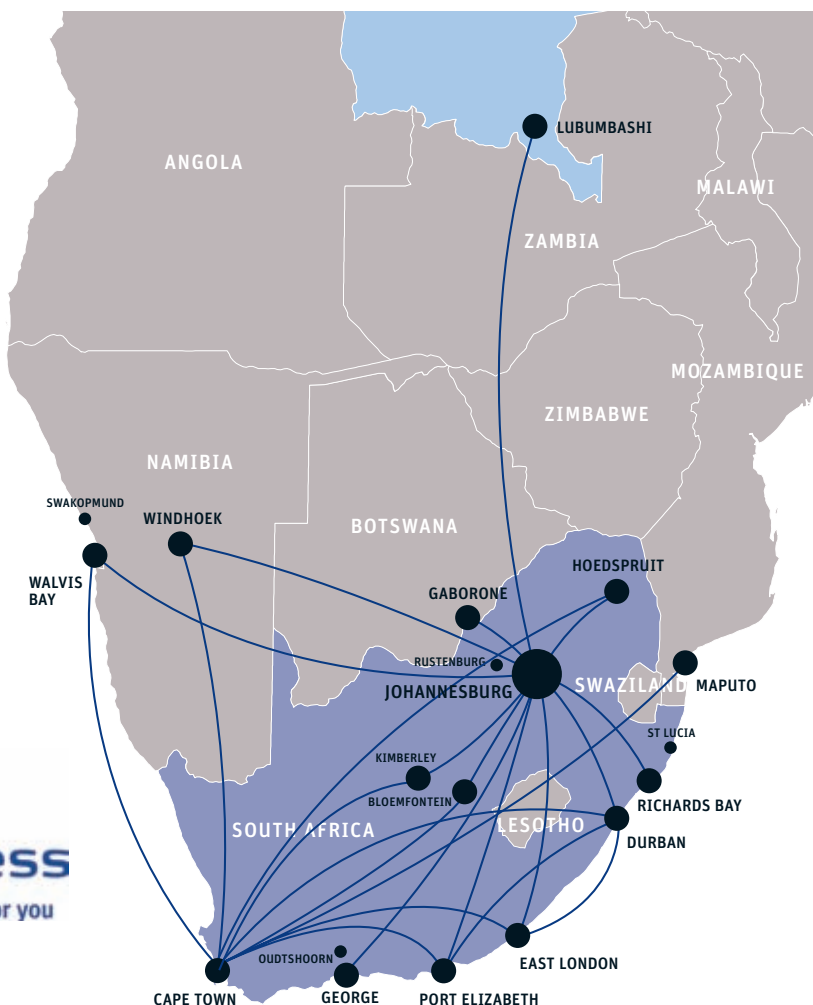 LUBUMBASHI
ANGOLA
MALAWI
ZAMBIA
MOZAMBIQUE
ZIMBABWE
NAMIBIA
SWAKOPMUND
WINDHOEK
BOTSWANA
WALVIS
BAY
HOEDSPRUIT
GABORONE
RUSTENBURG
JOHANNESBURG
SWAZILAND
MAPUTO
ST LUCIA
KIMBERLEY
BLOEMFONTEIN
RICHARDS BAY
SOUTH AFRICA
LESOTHO
DURBAN
ess
or you
OUDTSHOORN
EAST LONDON
CAPE TOWN
GEORGE
PORT ELIZABETH